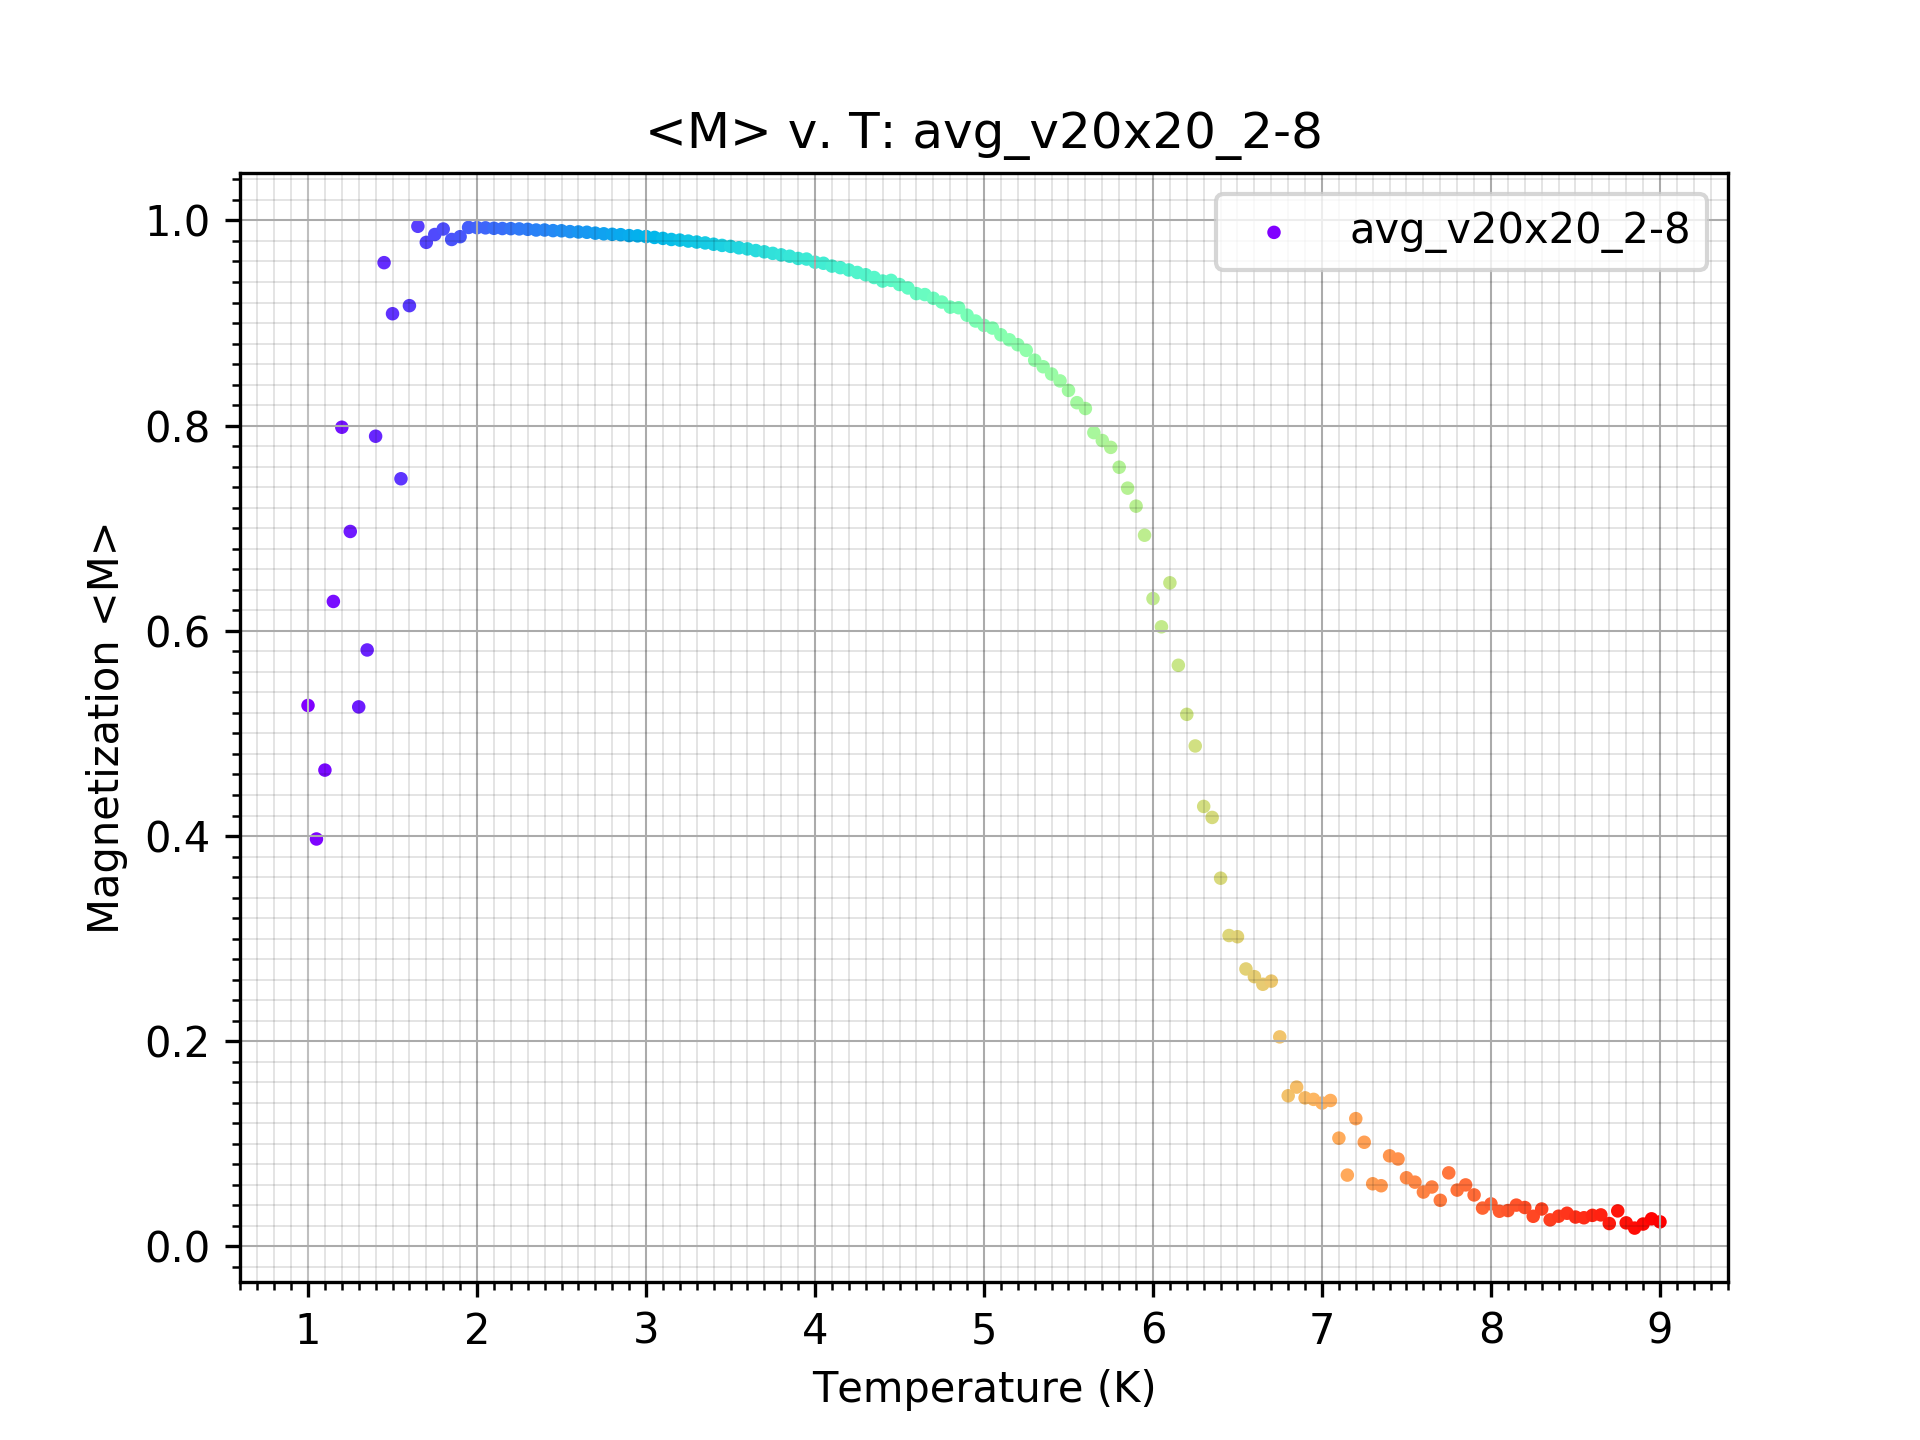 <M> v. T: avg_v20x20_2-8
avg_v20x20_2-8
Magnetization <M>
1.0
0.8
0.6
0.4
0.2
0.0
1 2 3 4 5 6 7 8 9
Temperature (K)